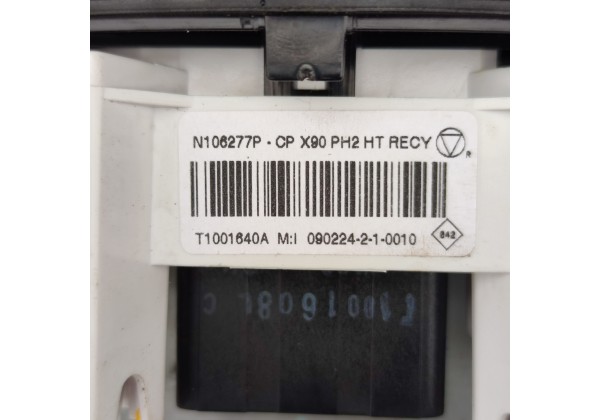 N106277P - CP X90 PH2 HT RECY
R
T1001640A M:I 090224-2-1-0010
842